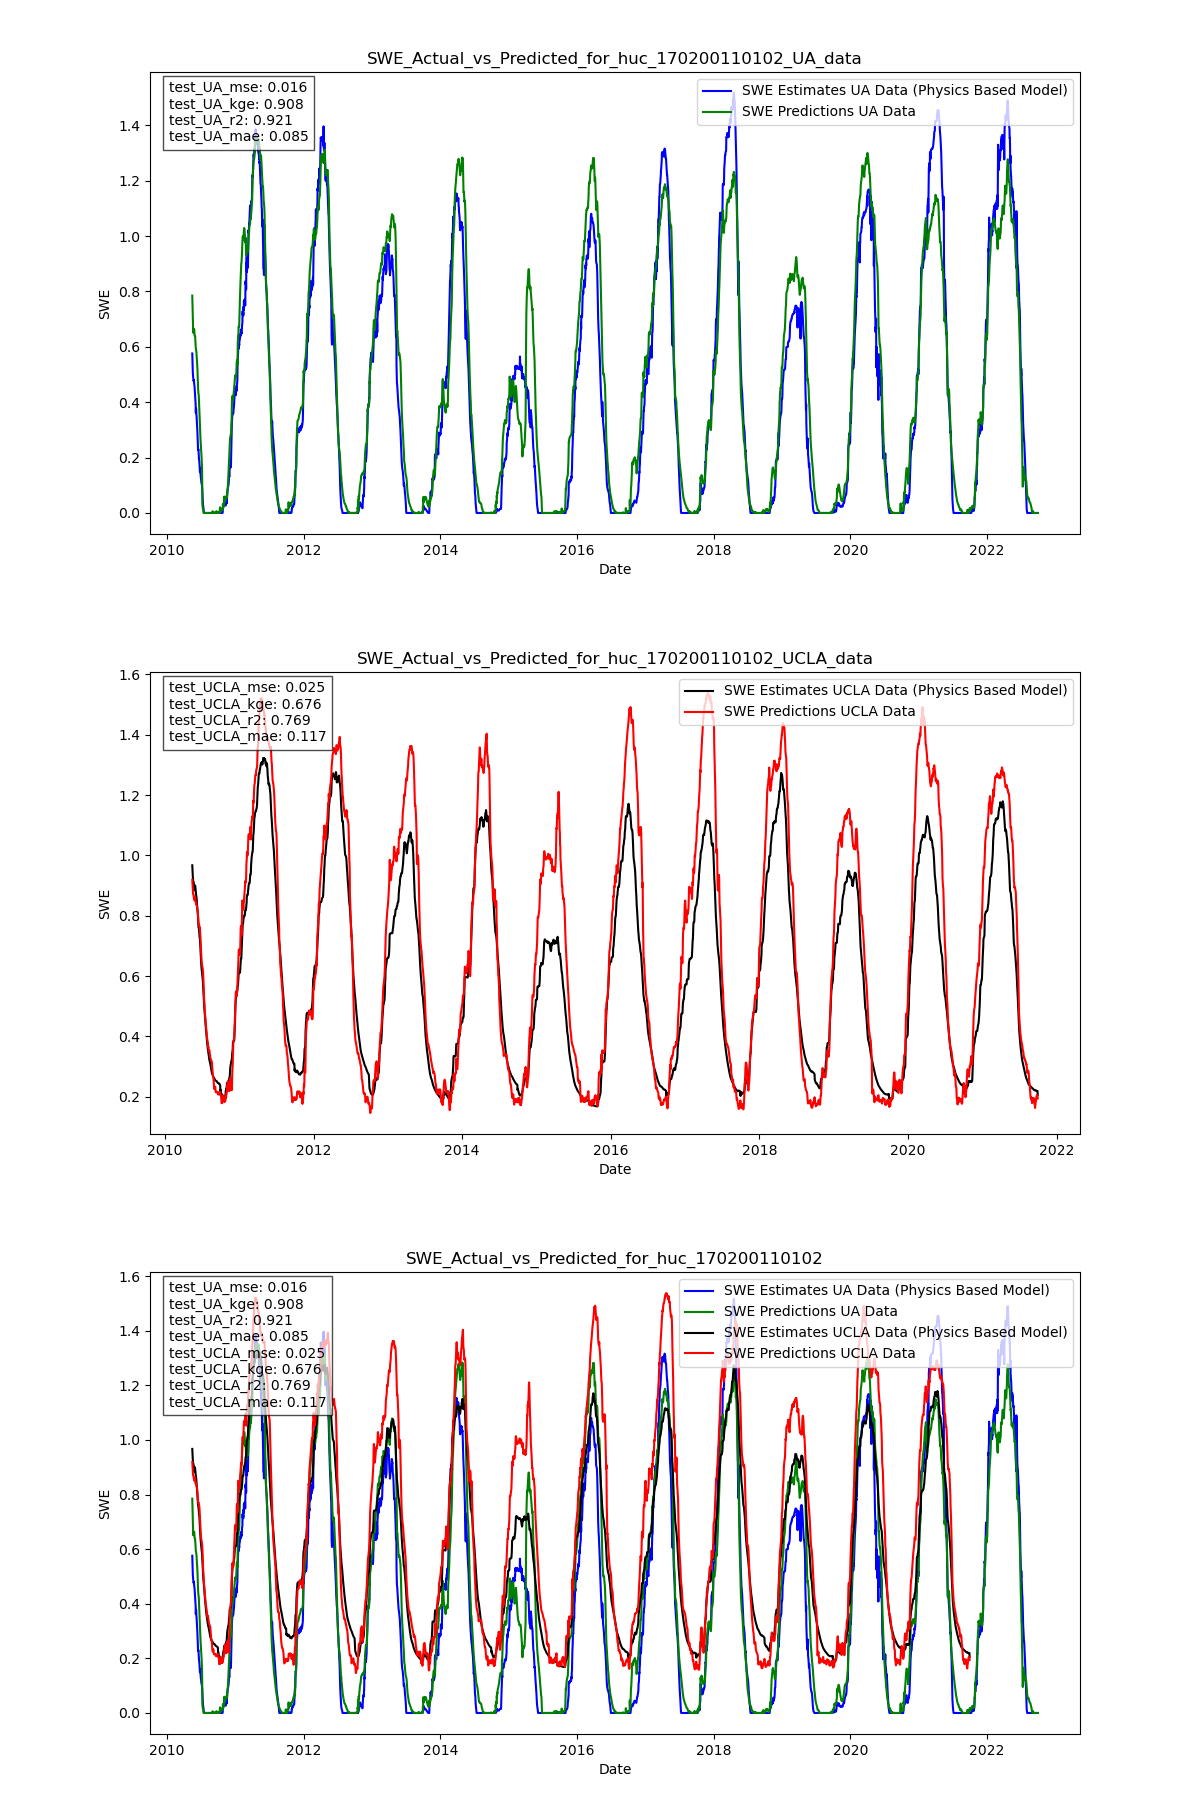 SWE_Actual_vs_Predicted_for_huc_170200110102_UA_data
test_UA_mse: 0.016
test_UA_kge: 0.908
test_UA_r2: 0.921
test_UA_mae: 0.085
SWE Estimates UA Data (Physics Based Model)
SWE Predictions UA Data
1.4
1.2
1.0
0.8
0.6
0.4
0.2
0.0
SWE
2010 2012 2014 2016 2018 2020 2022
Date
SWE_Actual_vs_Predicted_for_huc_170200110102_UCLA_data
test_UCLA_mse: 0.025
test_UCLA_kge: 0.676
test_UCLA_r2: 0.769
test_UCLA_mae: 0.117
SWE Estimates UCLA Data (Physics Based Model)
SWE Predictions UCLA Data
1.6
1.4
1.2
1.0
0.8
0.6
0.4
0.2
SWE
2010 2012 2014 2016 2018 2020 2022
Date
SWE_Actual_vs_Predicted_for_huc_170200110102
test_UA_mse: 0.016
test_UA_kge: 0.908
test_UA_r2: 0.921
test_UA_mae: 0.085
test_UCLA_mse: 0.025
test_UCLA_kge: 0.676
test_UCLA_r2: 0.769
test_UCLA_mae: 0.117
SWE Estimates UA Data (Physics Based Model)
SWE Predictions UA Data
SWE Estimates UCLA Data (Physics Based Model)
SWE Predictions UCLA Data
1.6
1.4
1.2
1.0
0.8
0.6
0.4
0.2
0.0
SWE
2010 2012 2014 2016 2018 2020 2022
Date